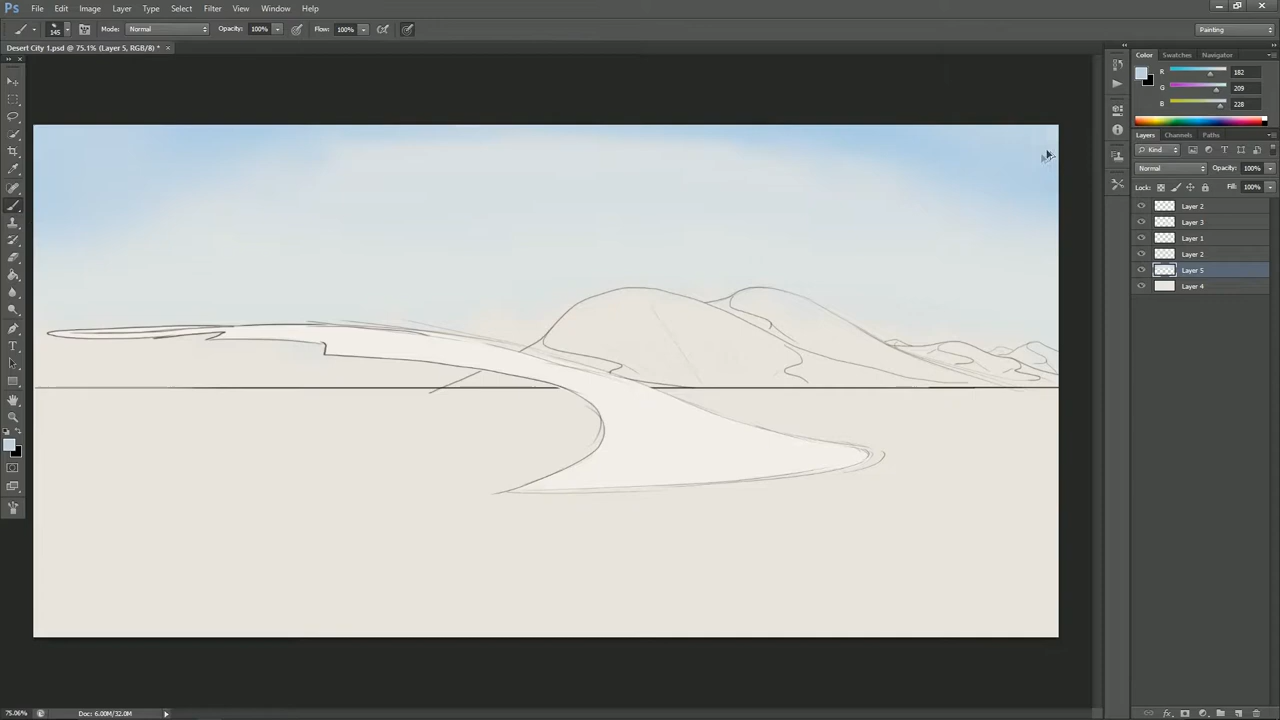 Ps File Edit Image Layer Type Select Filter View Window Help
145 Mode: Normal Opacity: 100% Flow: 100% Painting
Desert City 1.psd @ 75.1% (Layer 5, RGB/8) * ×
Color Swatches Navigator
R 182
G 209
B 228
Layers Channels Paths
Kind
Normal Opacity: 100%
Lock: Fill: 100%
Layer 2
Layer 3
Layer 1
Layer 2
Layer 5
Layer 4
75.06% Doc: 6.00M/32.0M